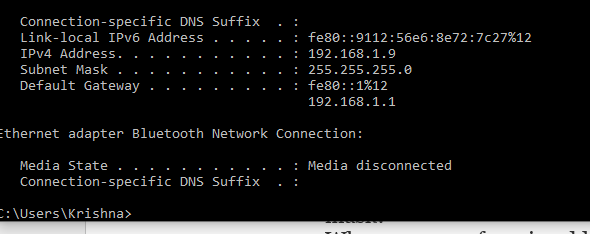 Connection-specific DNS Suffix  . :
Link-local IPv6 Address . . . . . : fe80::9112:56e6:8e72:7c27%12
IPv4 Address. . . . . . . . . . . : 192.168.1.9
Subnet Mask . . . . . . . . . . . : 255.255.255.0
Default Gateway . . . . . . . . . : fe80::1%12
192.168.1.1
Ethernet adapter Bluetooth Network Connection:
Media State . . . . . . . . . . . : Media disconnected
Connection-specific DNS Suffix  . :
C:\Users\Krishna>